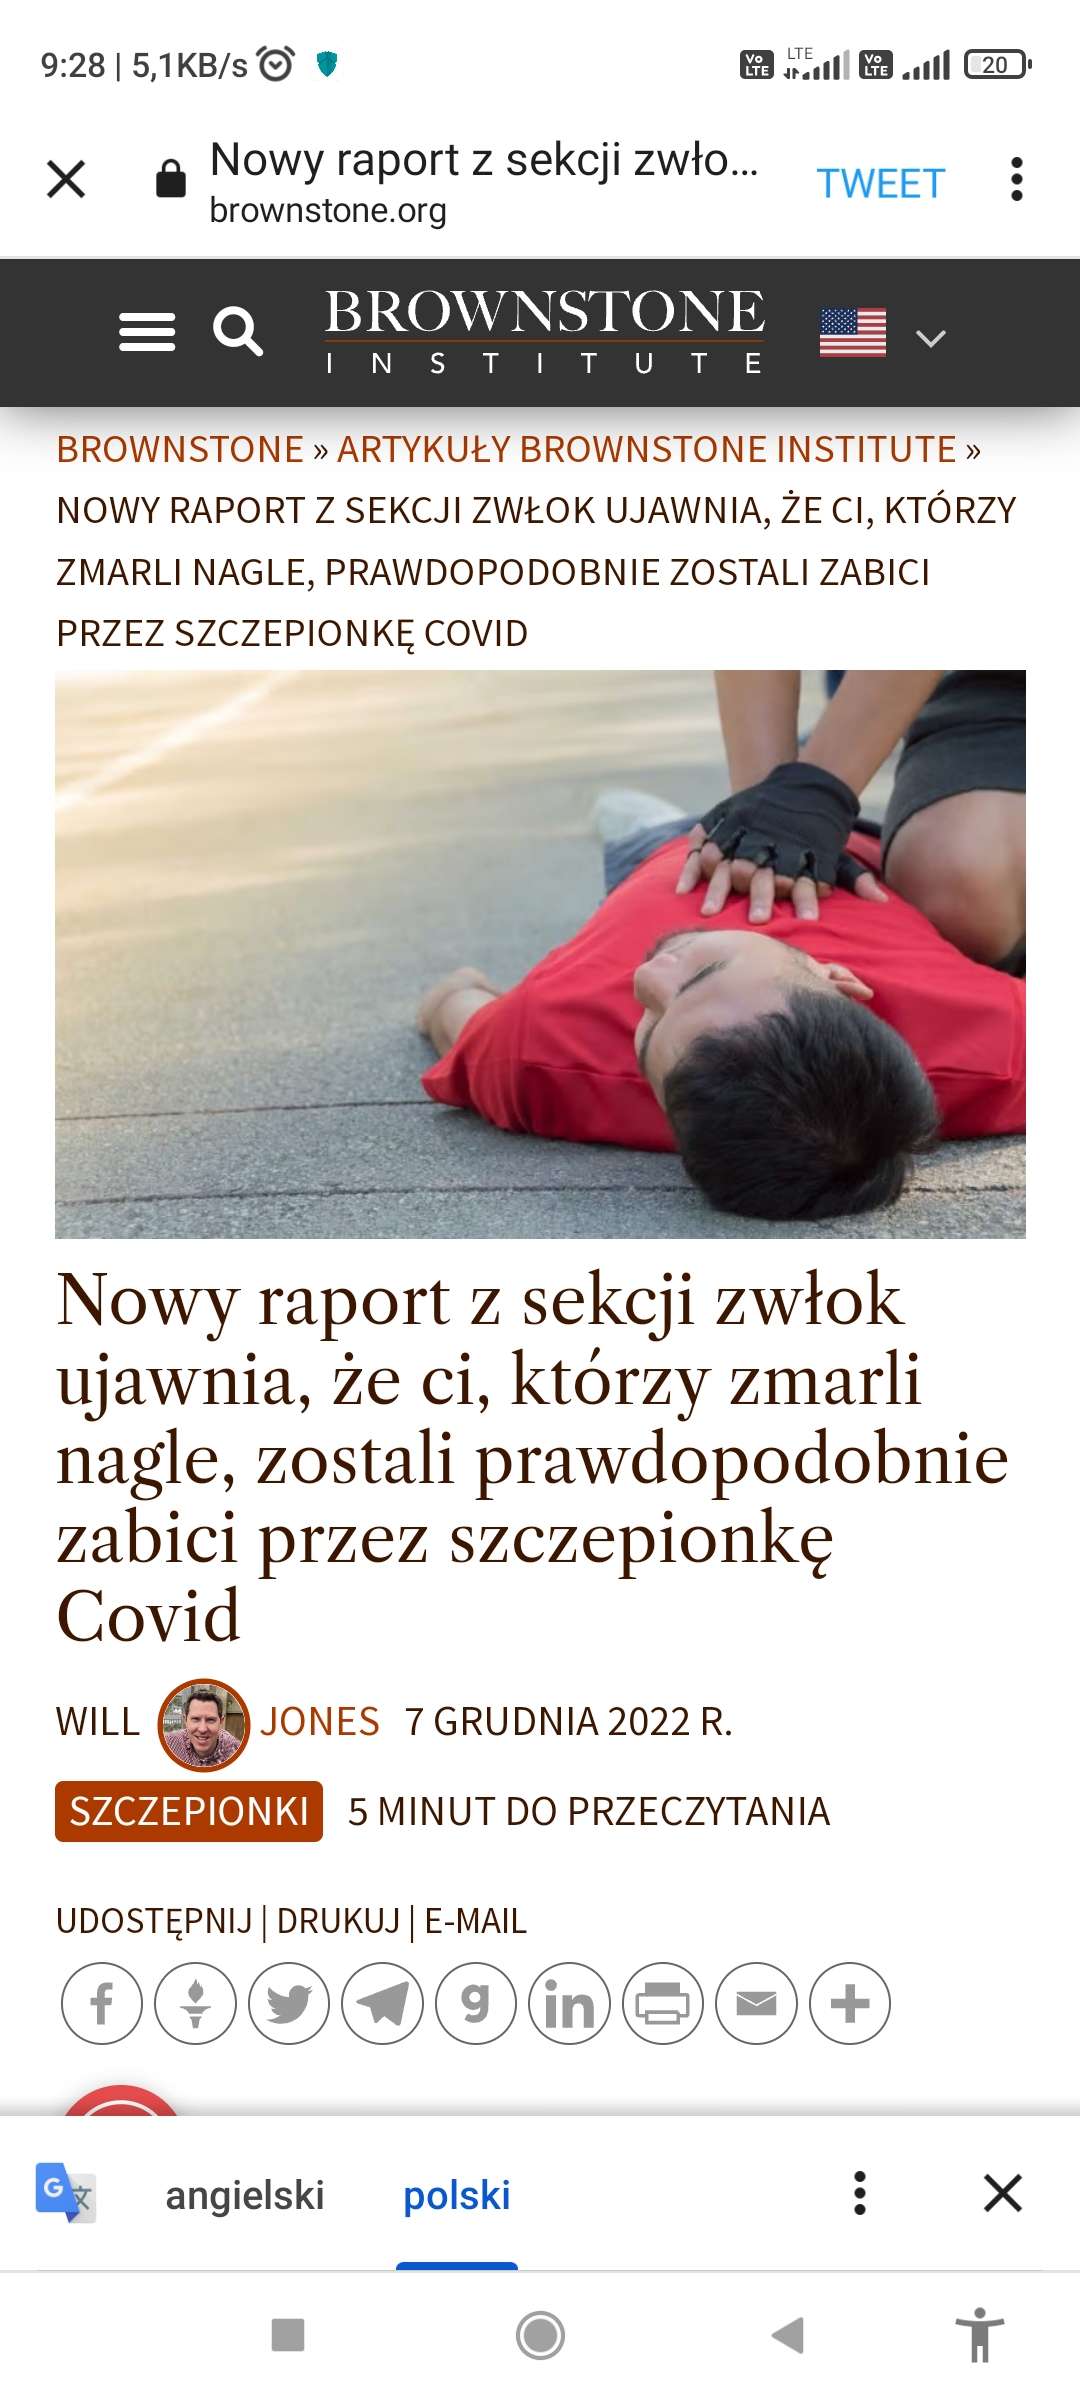 9:28 | 5,1KB/s
Vo LTE LTE Vo LTE 20
Nowy raport z sekcji zwło...
brownstone.org
TWEET
BROWNSTONE
INSTITUTE
BROWNSTONE » ARTYKUŁY BROWNSTONE INSTITUTE »
NOWY RAPORT Z SEKCJI ZWŁOK UJAWNIA, ŻE CI, KTÓRZY
ZMARLI NAGLE, PRAWDOPODOBNIE ZOSTALI ZABICI
PRZEZ SZCZEPIONKĘ COVID
Nowy raport z sekcji zwłok
ujawnia, że ci, którzy zmarli
nagle, zostali prawdopodobnie
zabici przez szczepionkę
Covid
WILL JONES 7 GRUDNIA 2022 R.
SZCZEPIONKI 5 MINUT DO PRZECZYTANIA
UDOSTĘPNIJ | DRUKUJ | E-MAIL
f g in
G 文 angielski polski